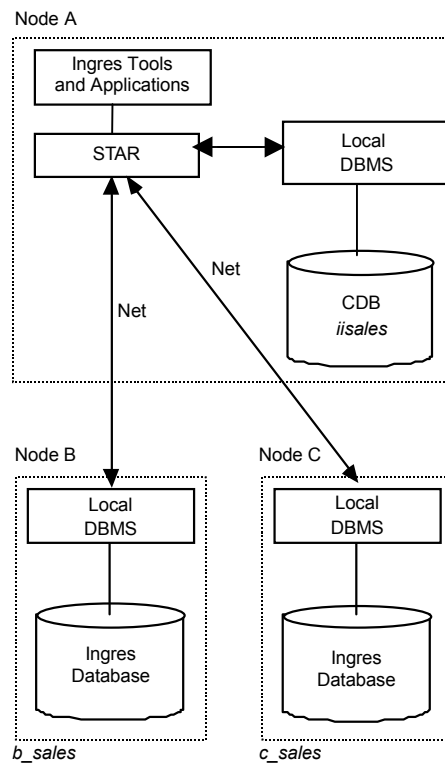 Node A
Ingres Tools
and Applications
STAR
Local
DBMS
Net
Net
CDB
iisales
Node B
Node C
Local
DBMS
Local
DBMS
Ingres
Database
Ingres
Database
b_sales
c_sales